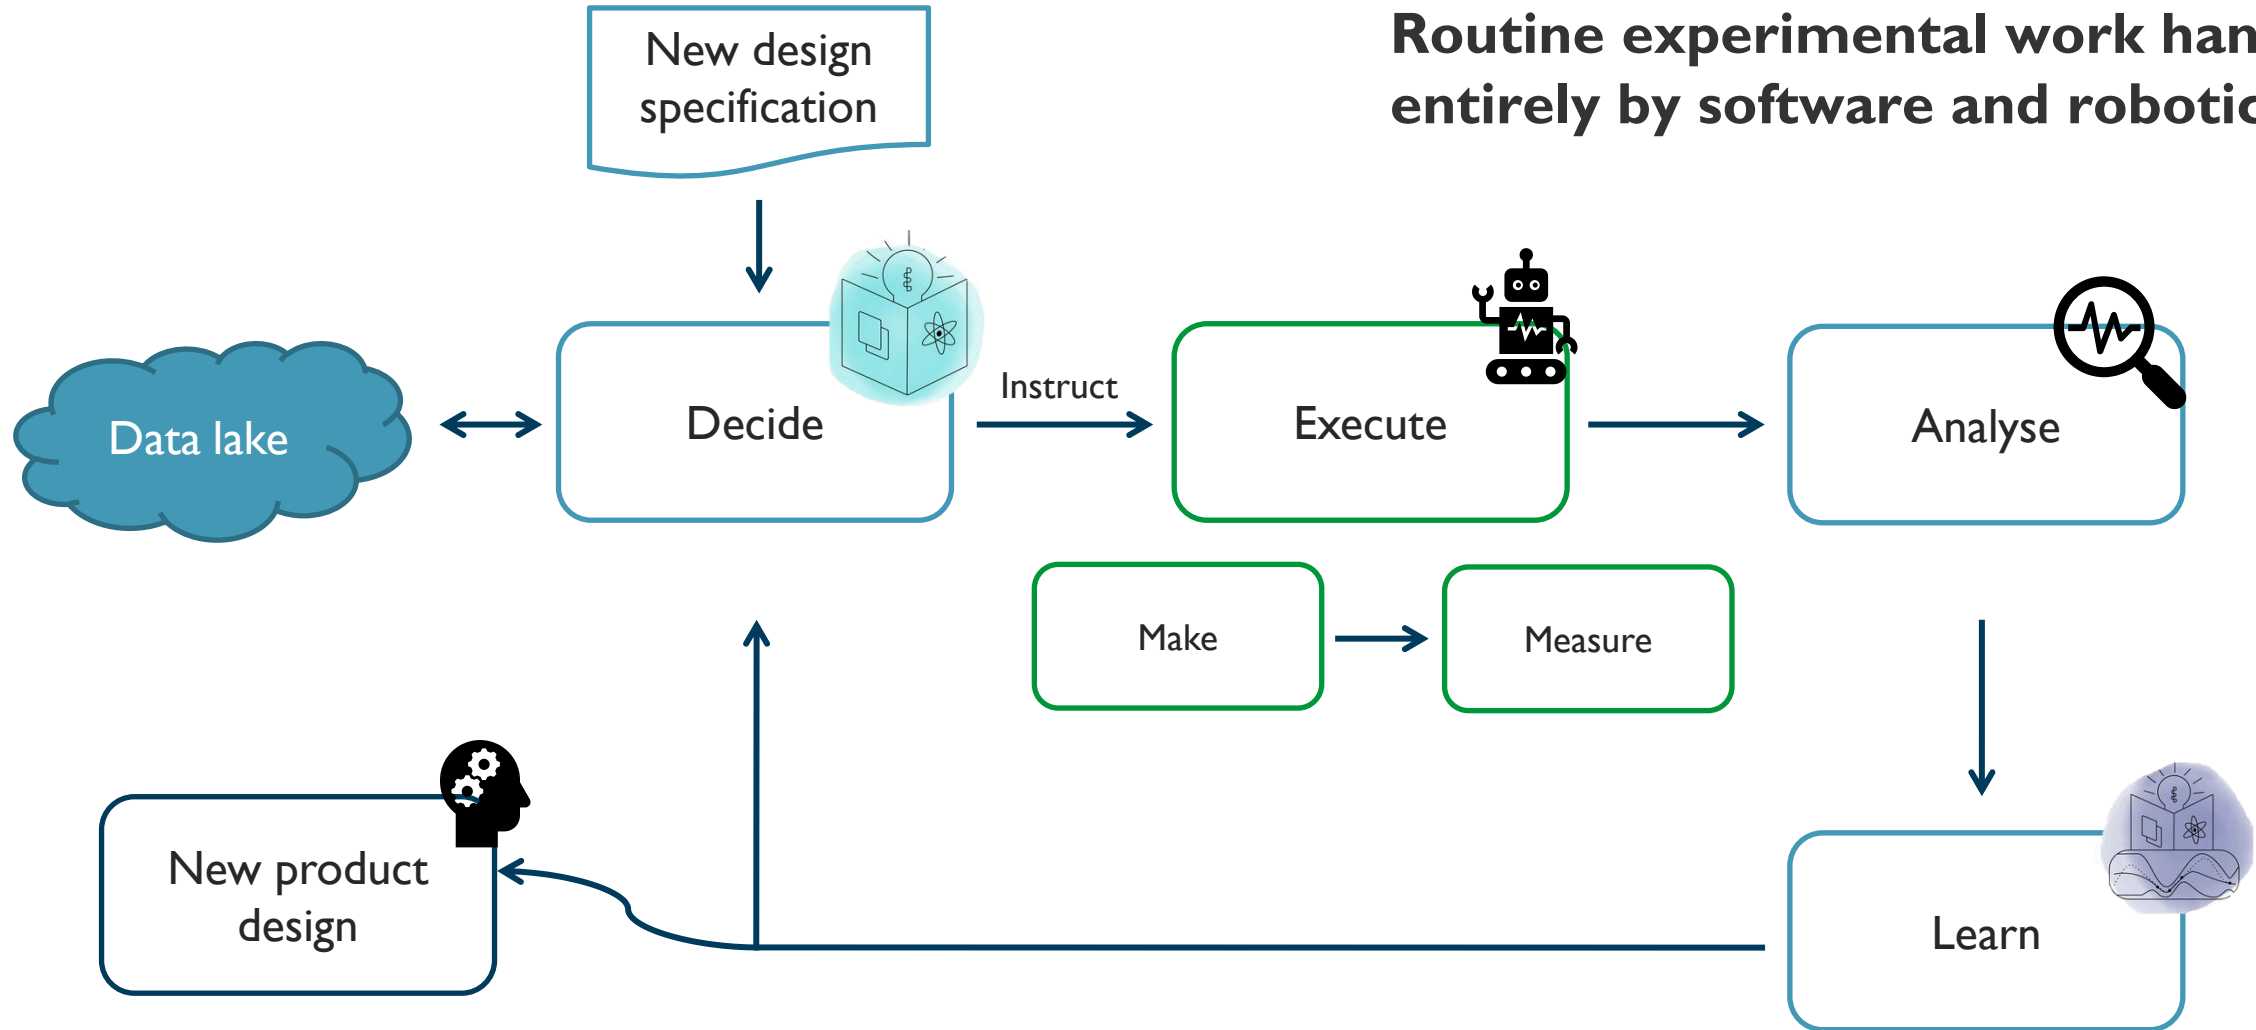 New design
specification
Routine experimental work han
entirely by software and robotic
Data lake
Decide
Instruct
Execute
Analyse
Make
Measure
New product
design
Learn